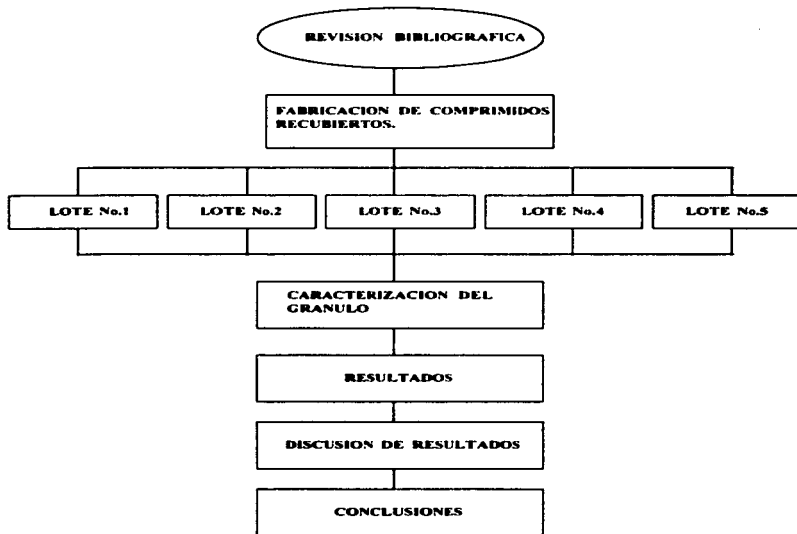 REVISION BIBLIOGRAFICA
FABRICACION DE COMPRIMIDOS
RECUBIERTOS.
LOTE No.1
LOTE No.2
LOTE No.3
LOTE No.4
LOTE No.5
CARACTERIZACION DEL
GRANULO
RESULTADOS
DISCUSION DE RESULTADOS
CONCLUSIONES